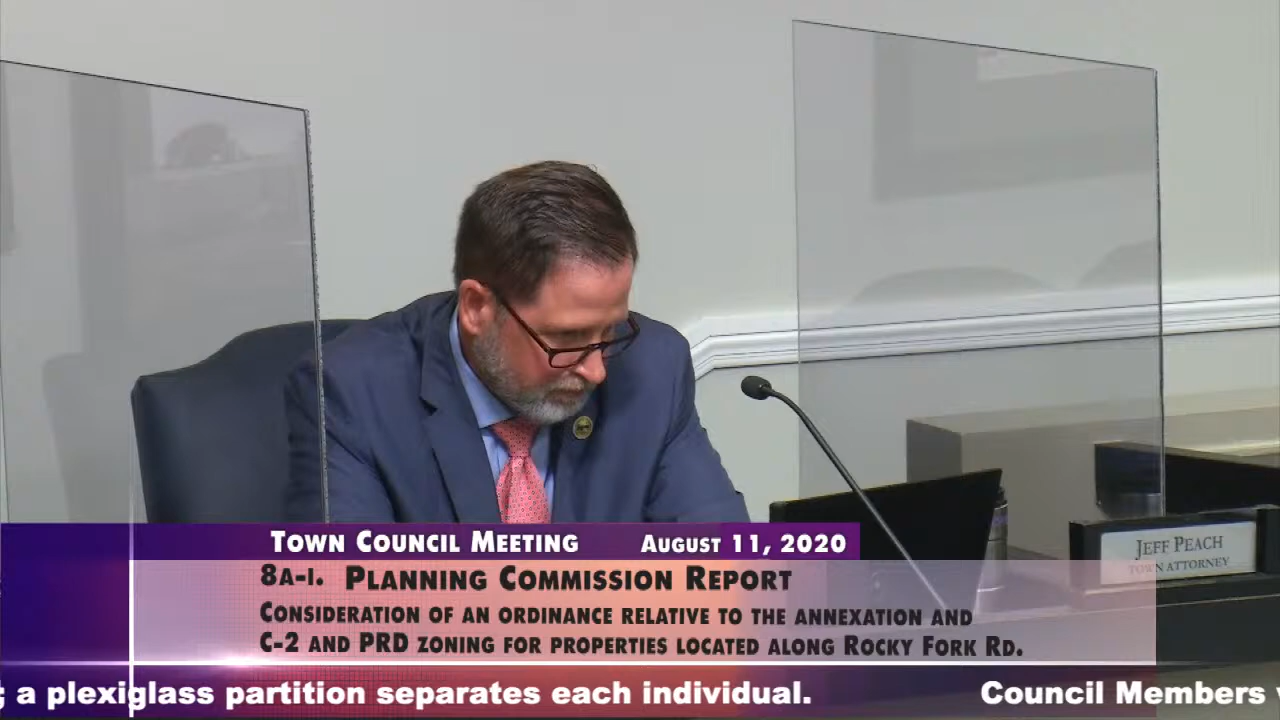 JEFF PEACH
TOWN ATTORNEY
TOWN COUNCIL MEETING AUGUST 11, 2020
8A-I. PLANNING COMMISSION REPORT
CONSIDERATION OF AN ORDINANCE RELATIVE TO THE ANNEXATION AND
C-2 AND PRD ZONING FOR PROPERTIES LOCATED ALONG ROCKY FORK RD.
; a plexiglass partition separates each individual. Council Members